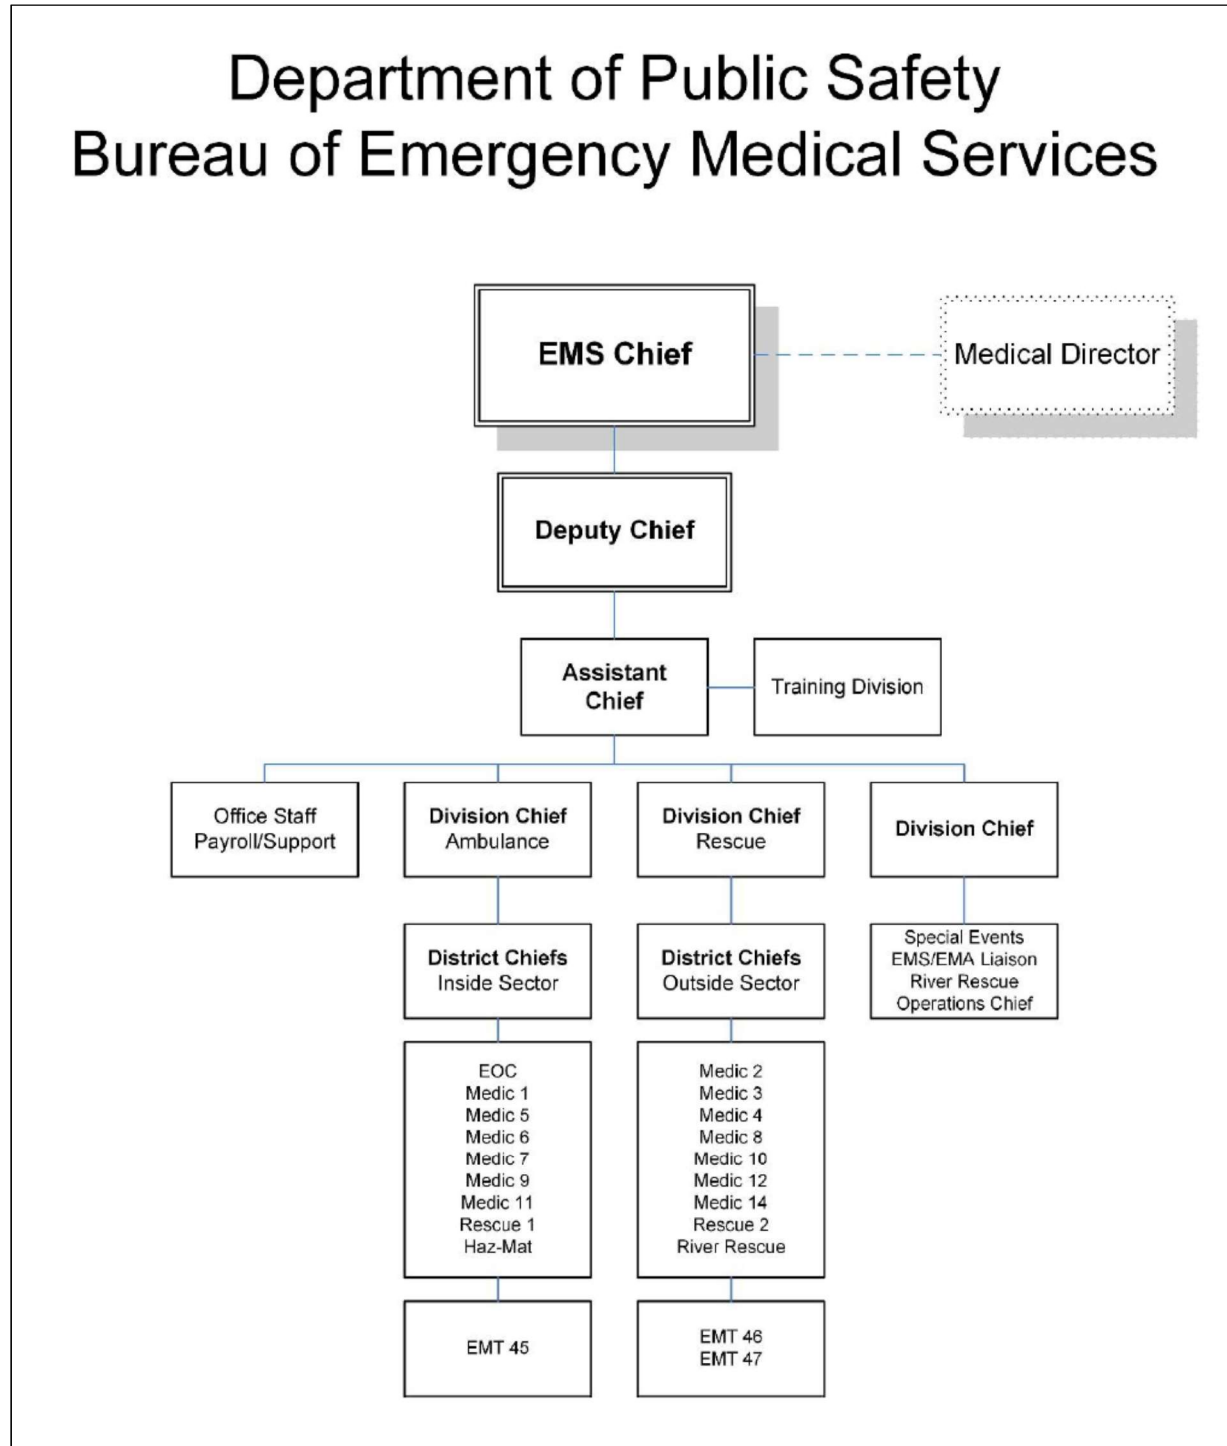 Department of Public Safety
Bureau of Emergency Medical Services
EMS Chief
Medical Director
Deputy Chief
Assistant
Chief
Training Division
Office Staff
Payroll/Support
Division Chief
Ambulance
Division Chief
Rescue
Division Chief
District Chiefs
Inside Sector
District Chiefs
Outside Sector
Special Events
EMS/EMA Liaison
River Rescue
Operations Chief
EOC
Medic 1
Medic 5
Medic 6
Medic 7
Medic 9
Medic 11
Rescue 1
Haz-Mat
Medic 2
Medic 3
Medic 4
Medic 8
Medic 10
Medic 12
Medic 14
Rescue 2
River Rescue
EMT 45
EMT 46
EMT 47